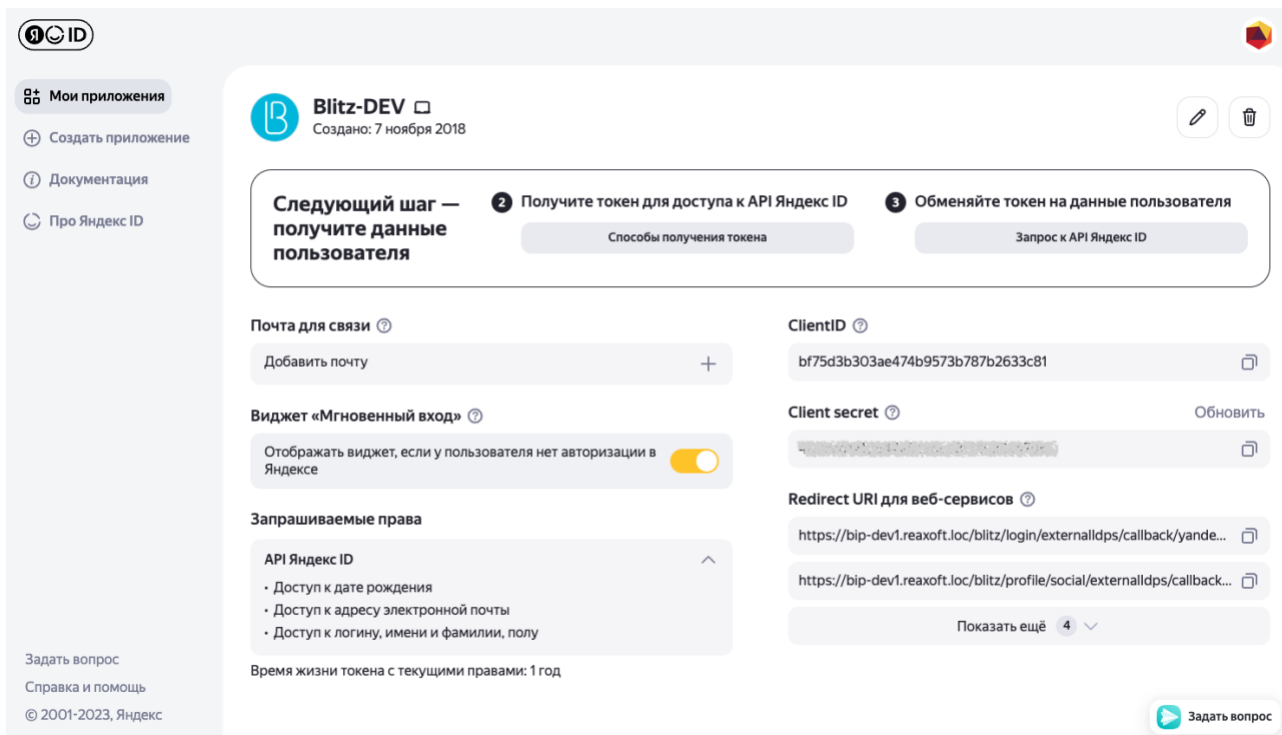 ЯID
Мои приложения
Создать приложение
Документация
Про Яндекс ID
Blitz-DEV
Создано: 7 ноября 2018
Следующий шаг —
получите данные
пользователя
2 Получите токен для доступа к API Яндекс ID
Способы получения токена
3 Обменяйте токен на данные пользователя
Запрос к API Яндекс ID
Почта для связи
Добавить почту
Виджет «Мгновенный вход»
Отображать виджет, если у пользователя нет авторизации в
Яндексе
Запрашиваемые права
API Яндекс ID
• Доступ к дате рождения
• Доступ к адресу электронной почты
• Доступ к логину, имени и фамилии, полу
Время жизни токена с текущими правами: 1 год
ClientID
bf75d3b303ae474b9573b787b2633c81
Client secret
Обновить
Redirect URI для веб-сервисов
https://bip-dev1.reaxoft.loc/blitz/login/externalIdps/callback/yande...
https://bip-dev1.reaxoft.loc/blitz/profile/social/externalIdps/callback...
Показать ещё 4
Задать вопрос
Справка и помощь
© 2001-2023, Яндекс
Задать вопрос